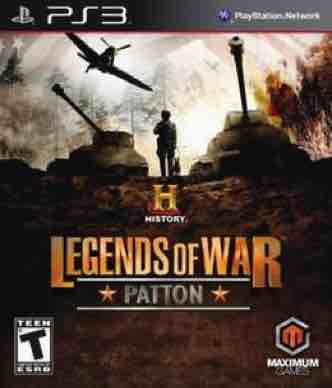 PS3
PlayStation®Network
H
HISTORY.
LEGENDS OF WAR
★ PATTON ★
TEEN
T
ESRB
M
MAXIMUM
GAMES